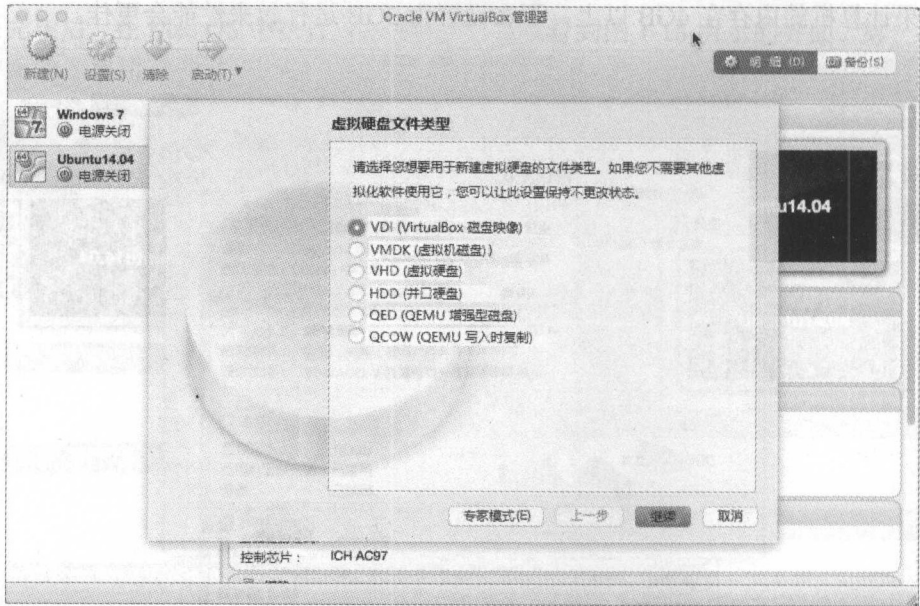 Oracle VM VirtualBox 管理器
新建(N) 设置(S) 清除 启动(T)
明细(D) 备份(S)
Windows 7
电源关闭
Ubuntu14.04
电源关闭
u14.04
虚拟硬盘文件类型
请选择您想要用于新建虚拟硬盘的文件类型。如果您不需要其他虚
拟化软件使用它，您可以让此设置保持不更改状态。
VDI (VirtualBox 磁盘映像)
VMDK (虚拟机磁盘))
VHD (虚拟硬盘)
HDD (并口硬盘)
QED (QEMU 增强型磁盘)
QCOW (QEMU 写入时复制)
专家模式(E) 上一步 继续 取消
控制芯片： ICH AC97